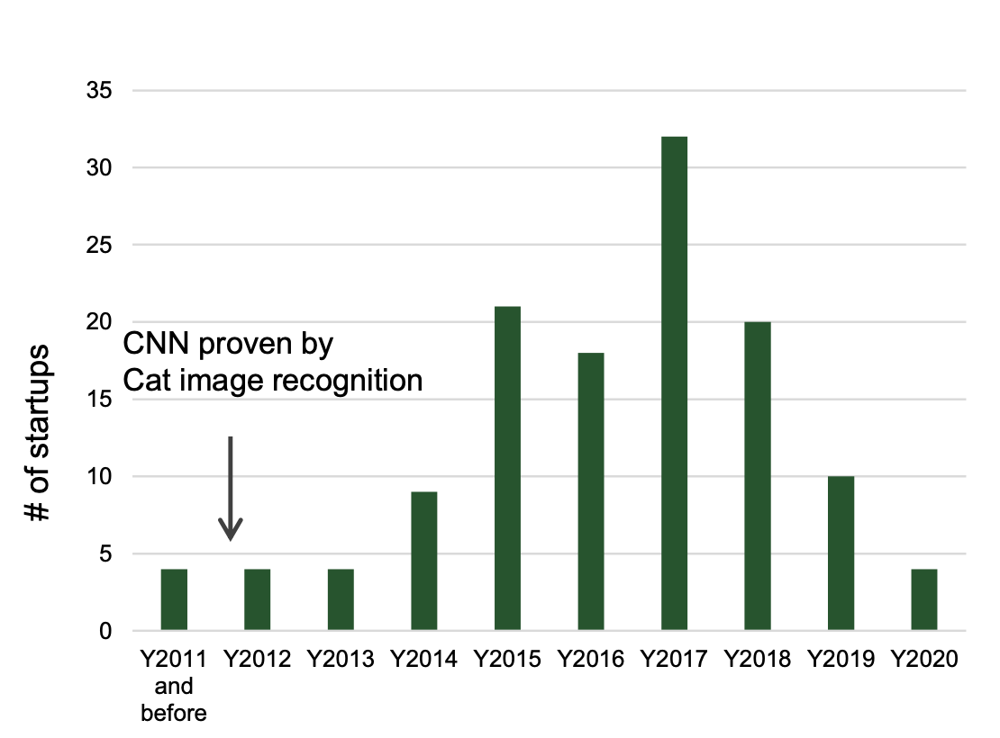 35
30
25
20
CNN proven by
Cat image recognition
15
10
5
0
# of startups
Y2011 and before
Y2012
Y2013
Y2014
Y2015
Y2016
Y2017
Y2018
Y2019
Y2020